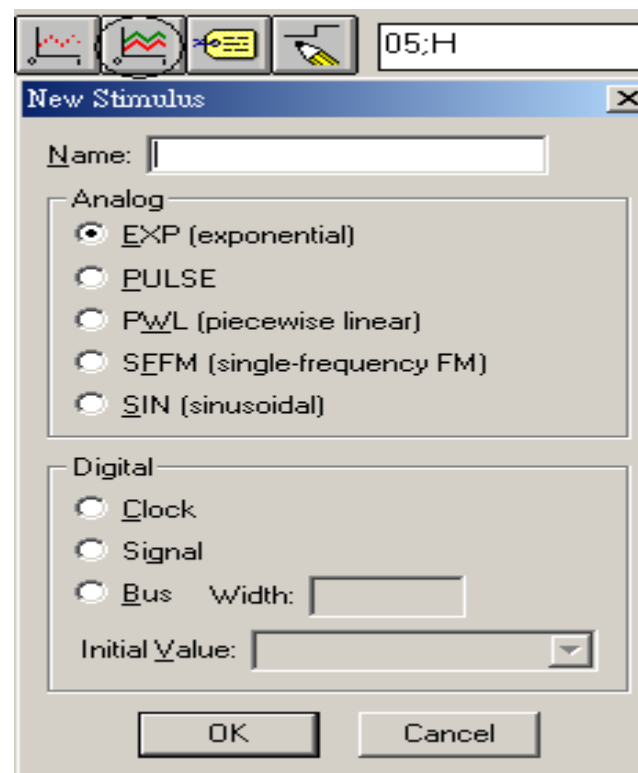 05;H
New Stimulus
Name:
Analog
EXP (exponential)
PULSE
PWL (piecewise linear)
SFFM (single-frequency FM)
SIN (sinusoidal)
Digital
Clock
Signal
Bus Width:
Initial Value:
OK Cancel